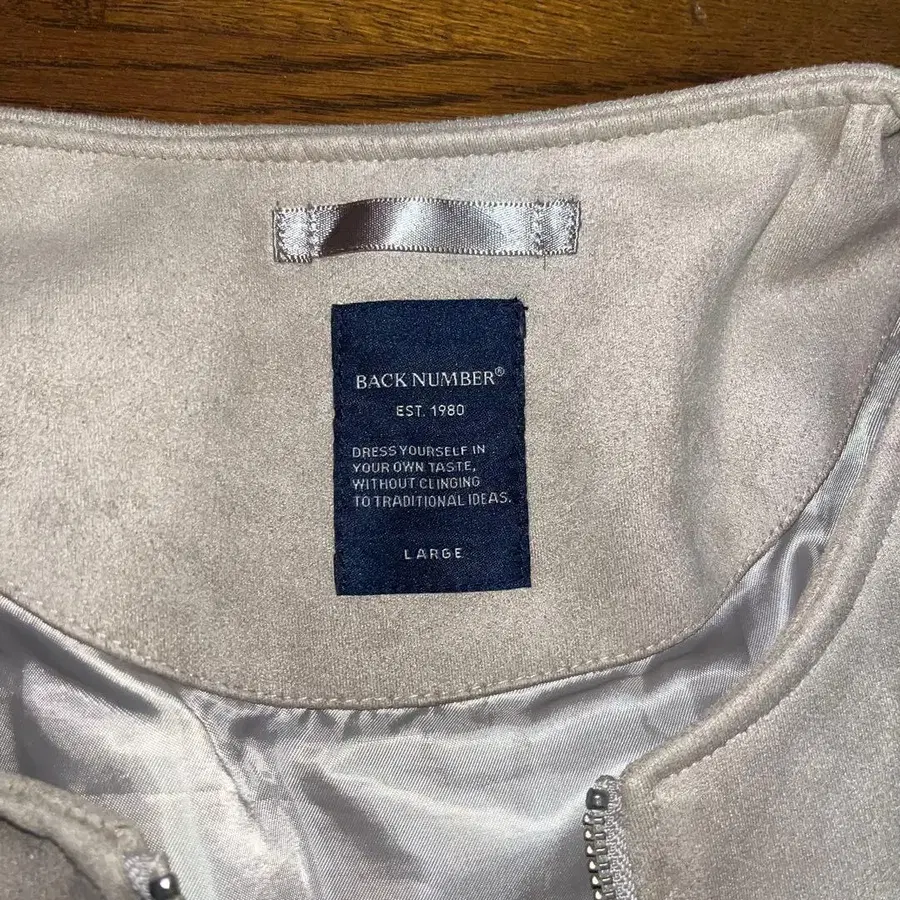 BACK NUMBER®
EST. 1980
DRESS YOURSELF IN
YOUR OWN TASTE,
WITHOUT CLINGING
TO TRADITIONAL IDEAS.
LARGE